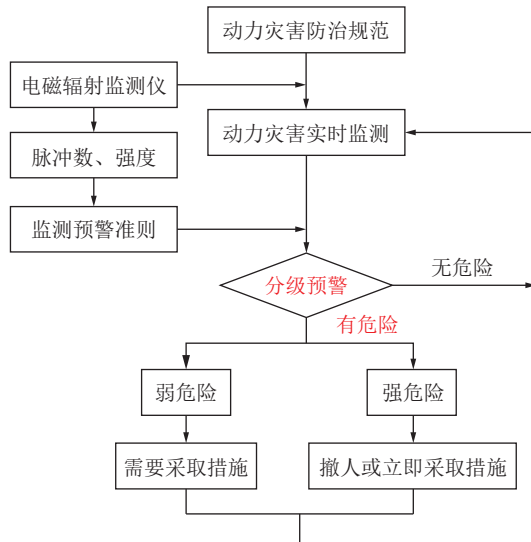 动力灾害防治规范
电磁辐射监测仪
动力灾害实时监测
脉冲数、强度
监测预警准则
分级预警
无危险
有危险
弱危险
强危险
需要采取措施
撤人或立即采取措施